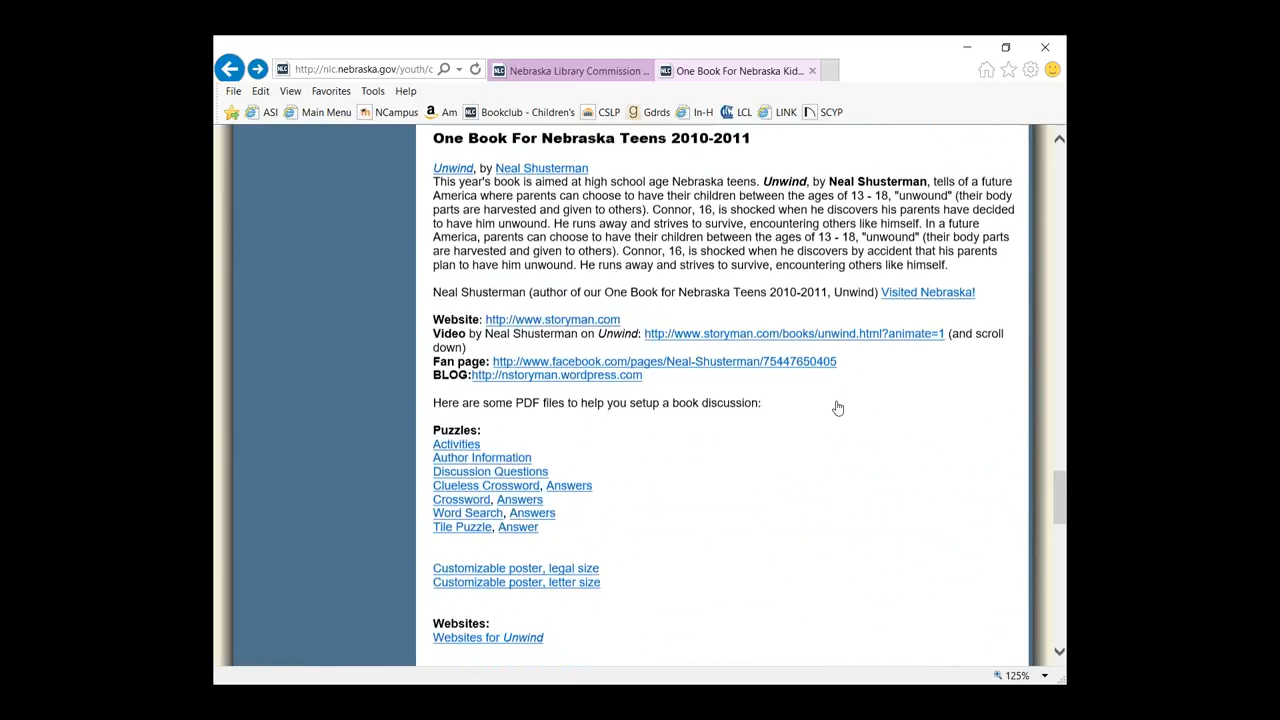 http://nlc.nebraska.gov/youth/c
Nebraska Library Commission ...
One Book For Nebraska Kid...
File Edit View Favorites Tools Help
ASI Main Menu NCampus Am Bookclub - Children's CSLP Gdrds In-H LCL LINK SCYP
One Book For Nebraska Teens 2010-2011
Unwind, by Neal Shusterman
This year's book is aimed at high school age Nebraska teens. Unwind, by Neal Shusterman, tells of a future
America where parents can choose to have their children between the ages of 13 - 18, "unwound" (their body
parts are harvested and given to others). Connor, 16, is shocked when he discovers his parents have decided
to have him unwound. He runs away and strives to survive, encountering others like himself. In a future
America, parents can choose to have their children between the ages of 13 - 18, "unwound" (their body parts
are harvested and given to others). Connor, 16, is shocked when he discovers by accident that his parents
plan to have him unwound. He runs away and strives to survive, encountering others like himself.
Neal Shusterman (author of our One Book for Nebraska Teens 2010-2011, Unwind) Visited Nebraska!
Website: http://www.storyman.com
Video by Neal Shusterman on Unwind: http://www.storyman.com/books/unwind.html?animate=1 (and scroll
down)
Fan page: http://www.facebook.com/pages/Neal-Shusterman/75447650405
BLOG:http://nstoryman.wordpress.com
Here are some PDF files to help you setup a book discussion:
Puzzles:
Activities
Author Information
Discussion Questions
Clueless Crossword, Answers
Crossword, Answers
Word Search, Answers
Tile Puzzle, Answer
Customizable poster, legal size
Customizable poster, letter size
Websites:
Websites for Unwind
125%